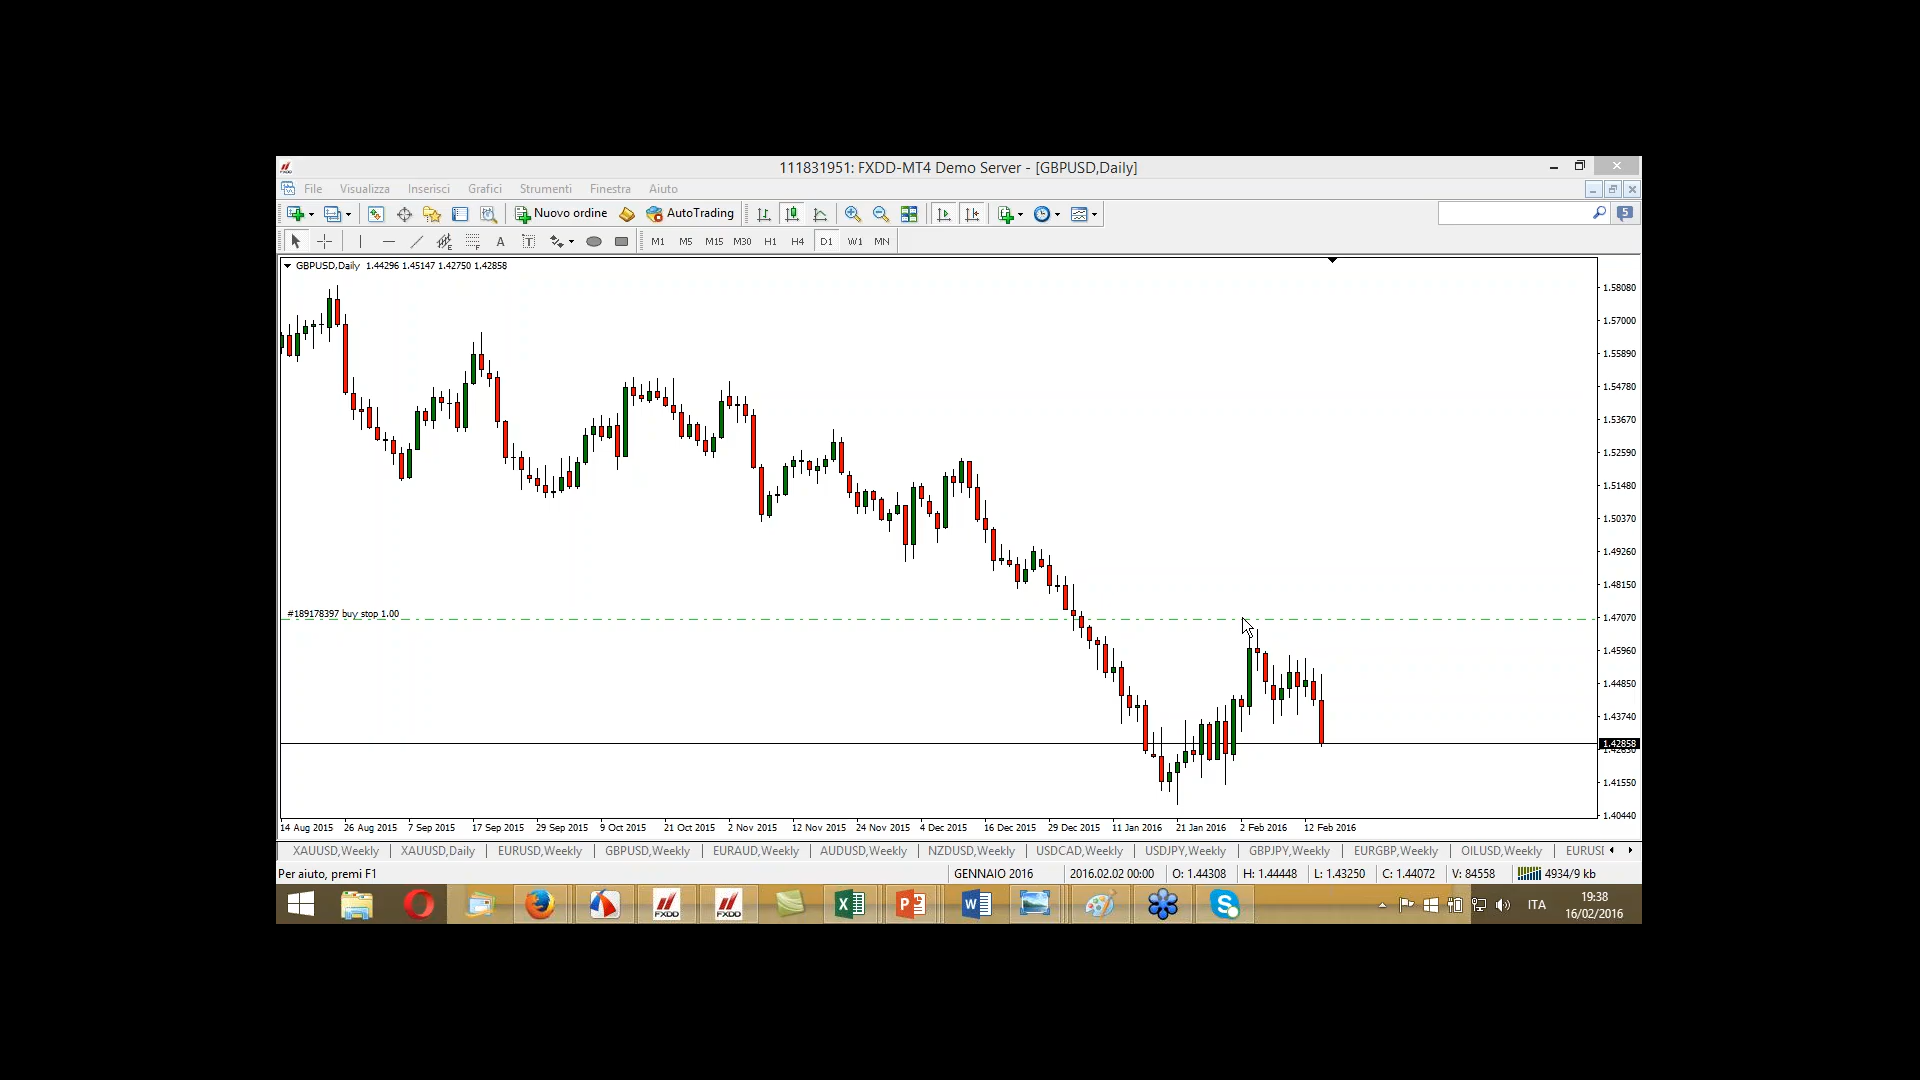 111831951: FXDD-MT4 Demo Server - [GBPUSD,Daily]
File Visualizza Inserisci Grafici Strumenti Finestra Aiuto
Nuovo ordine AutoTrading 5
A T M1 M5 M15 M30 H1 H4 D1 W1 MN
GBPUSD,Daily 1.44296 1.45147 1.42750 1.42858
1.58080
1.57000
1.55890
1.54780
1.53670
1.52590
1.51480
1.50370
1.49260
1.48150
#189178397 buy stop 1.00
1.47070
1.45960
1.44850
1.43740
1.42858
1.41550
1.40440
14 Aug 2015 26 Aug 2015 7 Sep 2015 17 Sep 2015 29 Sep 2015 9 Oct 2015 21 Oct 2015 2 Nov 2015 12 Nov 2015 24 Nov 2015 4 Dec 2015 16 Dec 2015 29 Dec 2015 11 Jan 2016 21 Jan 2016 2 Feb 2016 12 Feb 2016
XAUUSD,Weekly XAUUSD,Daily EURUSD,Weekly GBPUSD,Weekly EURAUD,Weekly AUDUSD,Weekly NZDUSD,Weekly USDCAD,Weekly USDJPY,Weekly GBPJPY,Weekly EURGBP,Weekly OILUSD,Weekly EURUSI
Per aiuto, premi F1 GENNAIO 2016 2016.02.02 00:00 O: 1.44308 H: 1.44448 L: 1.43250 C: 1.44072 V: 84558 4934/9 kb
FXDD FXDD ITA 19:38
16/02/2016